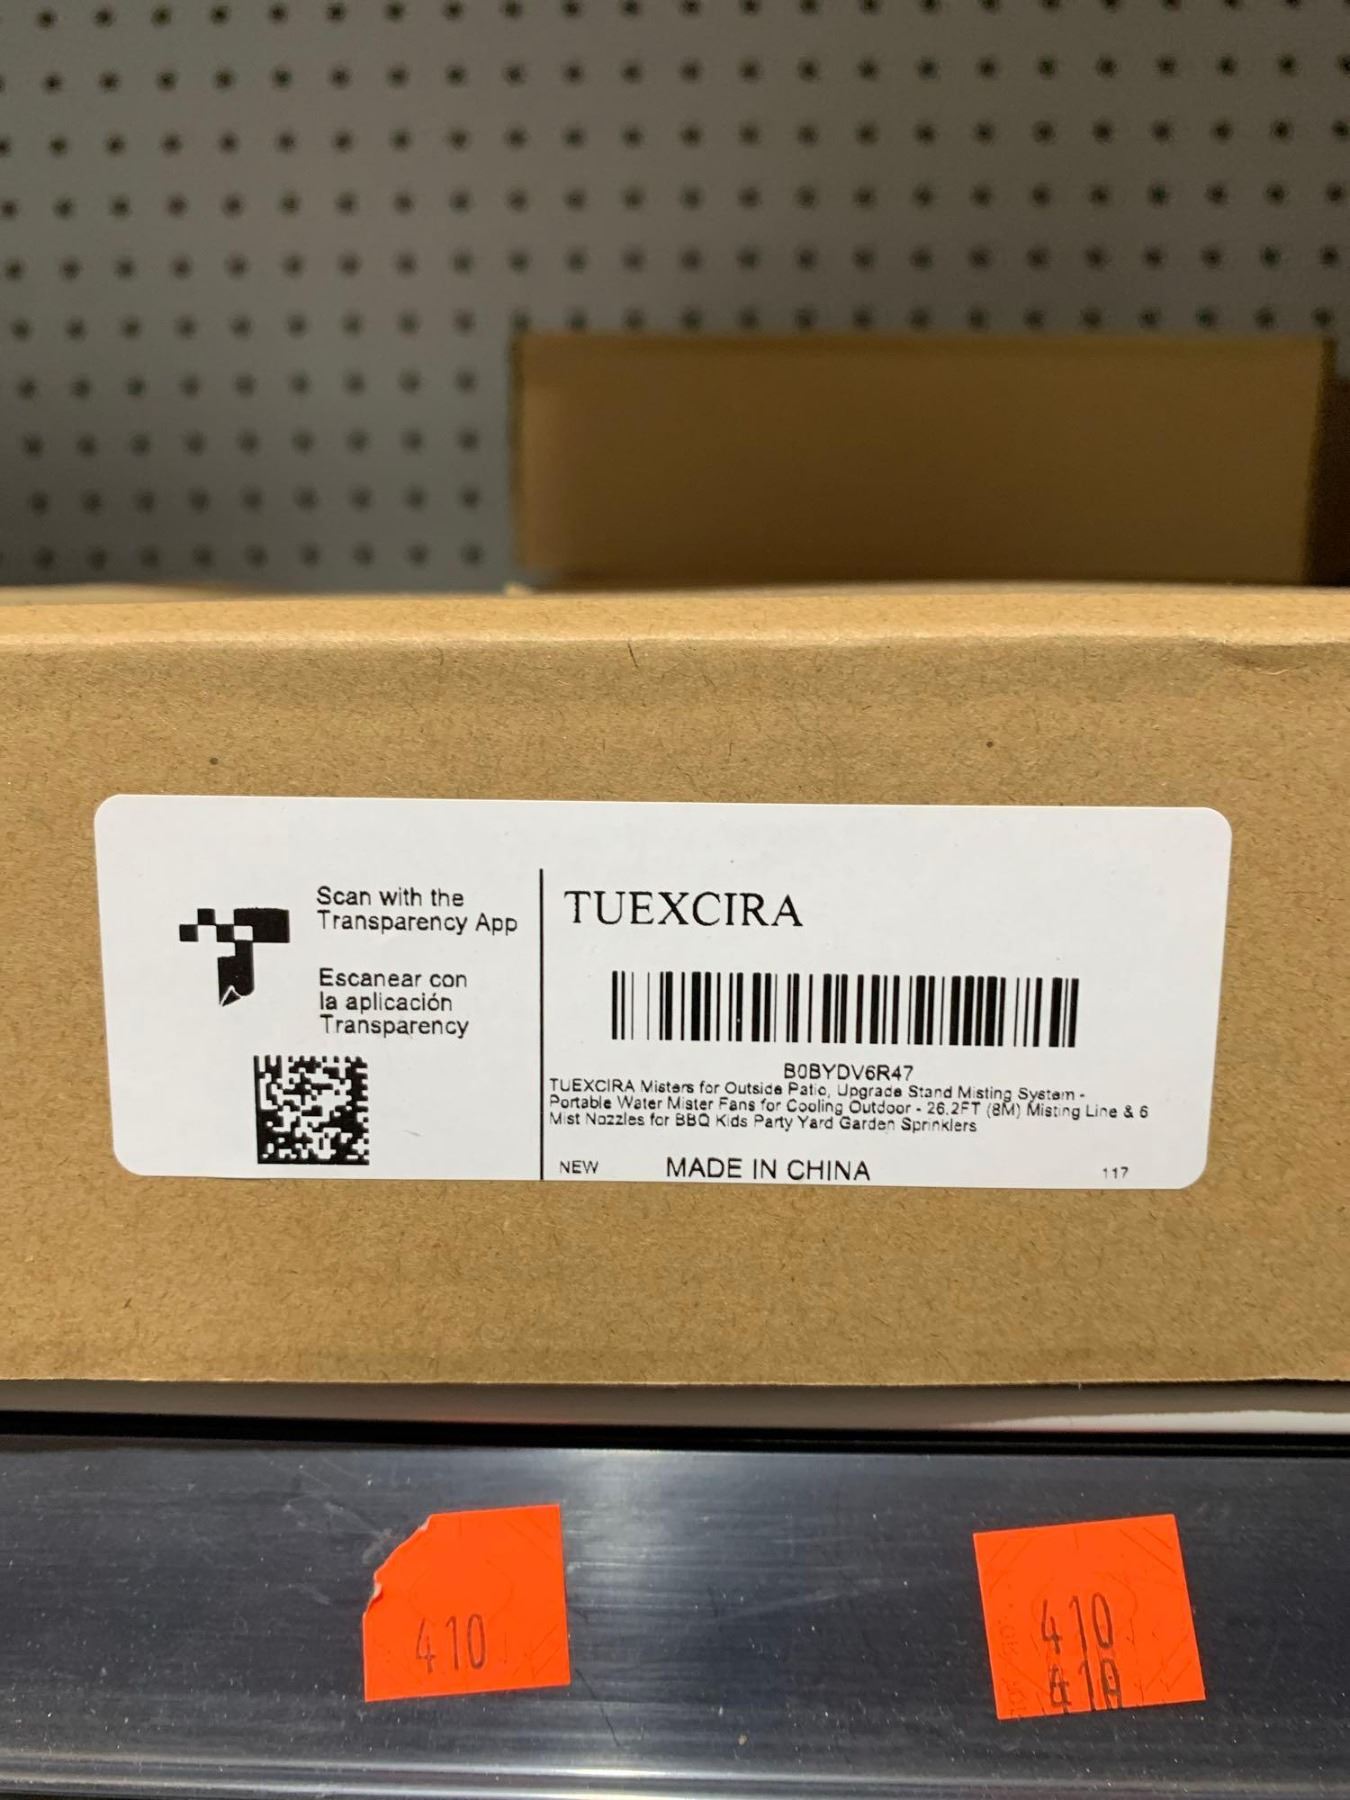 Scan with the
Transparency App
Escanear con
la aplicación
Transparency
TUEXCIRA
B0BYDV6R47
TUEXCIRA Misters for Outside Patio, Upgrade Stand Misting System -
Portable Water Mister Fans for Cooling Outdoor - 26.2FT (8M) Misting Line & 6
Mist Nozzles for BBQ Kids Party Yard Garden Sprinklers
NEW MADE IN CHINA 117
410
410
410